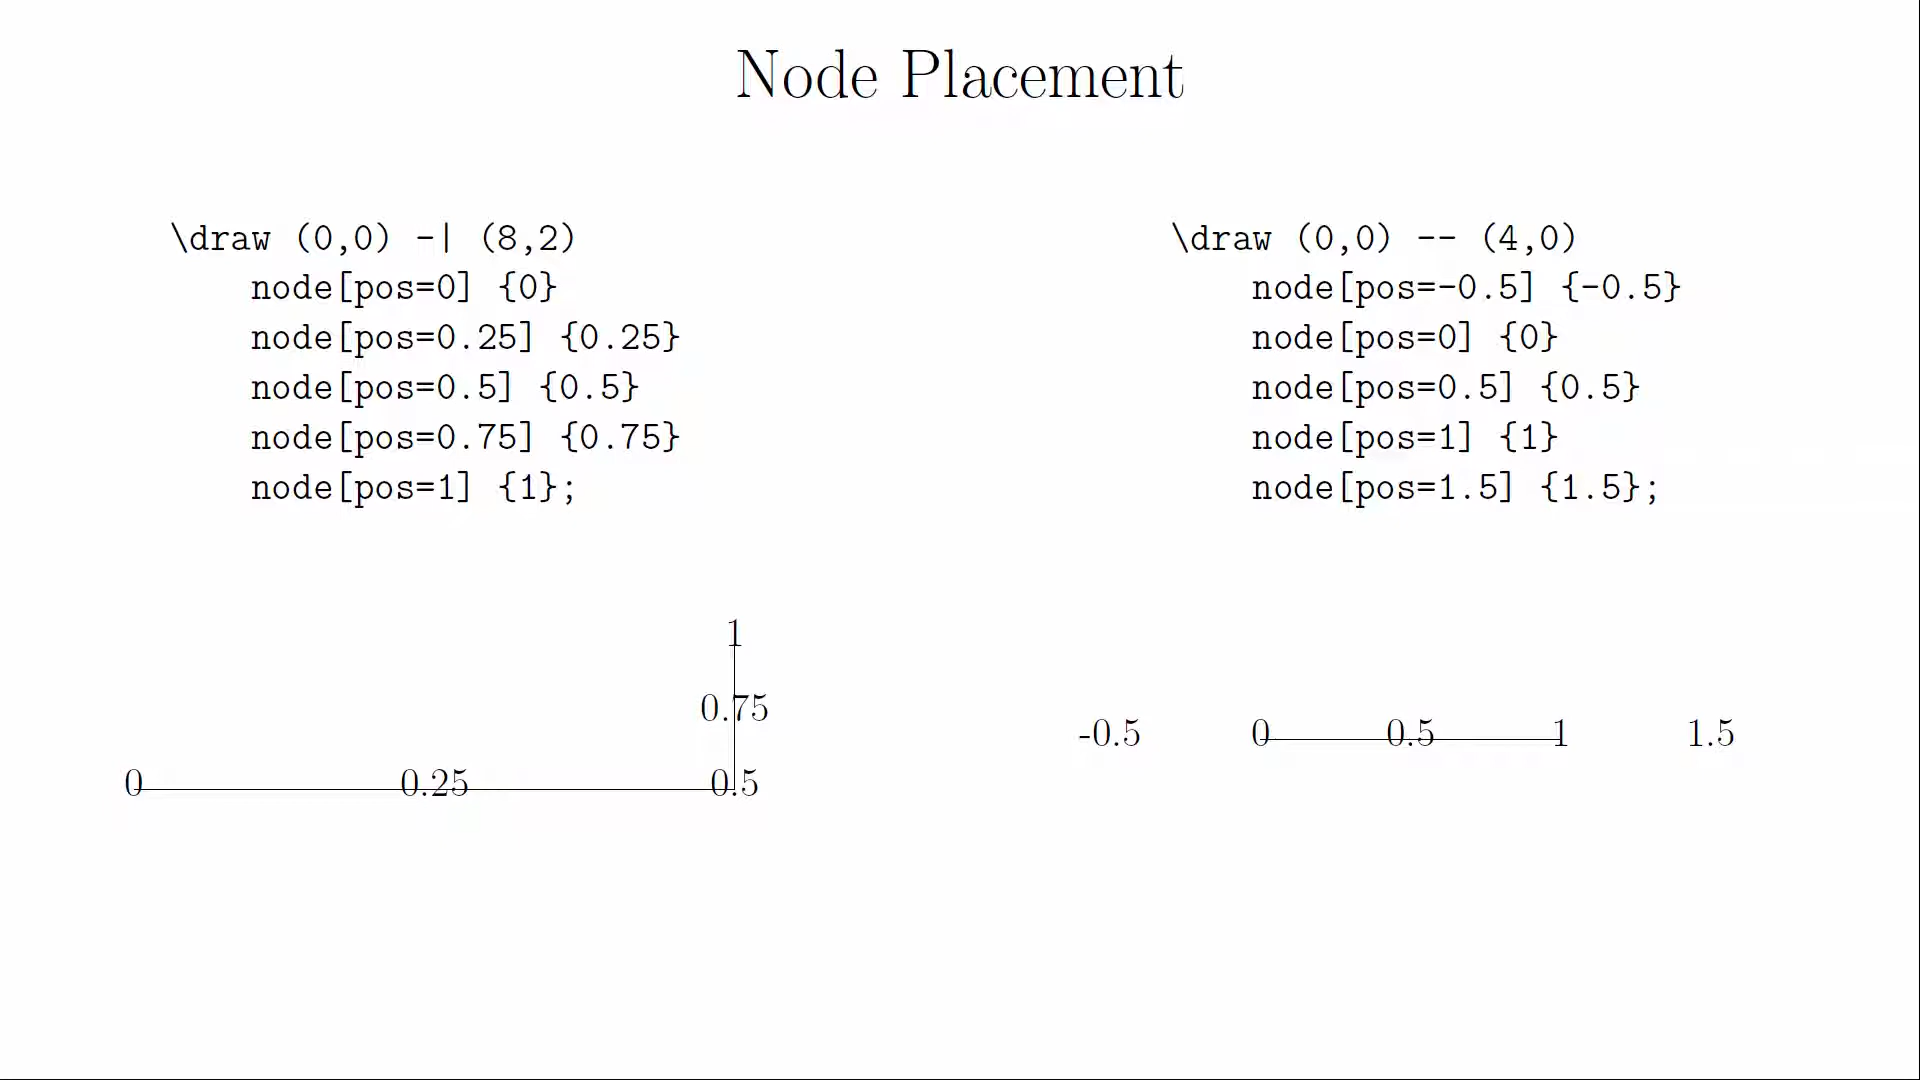 Node Placement
\draw (0,0) -| (8,2)
node[pos=0] {0}
node[pos=0.25] {0.25}
node[pos=0.5] {0.5}
node[pos=0.75] {0.75}
node[pos=1] {1};
1
0.75
0 0.25 0.5
\draw (0,0) -- (4,0)
node[pos=-0.5] {-0.5}
node[pos=0] {0}
node[pos=0.5] {0.5}
node[pos=1] {1}
node[pos=1.5] {1.5};
-0.5 0 0.5 1 1.5